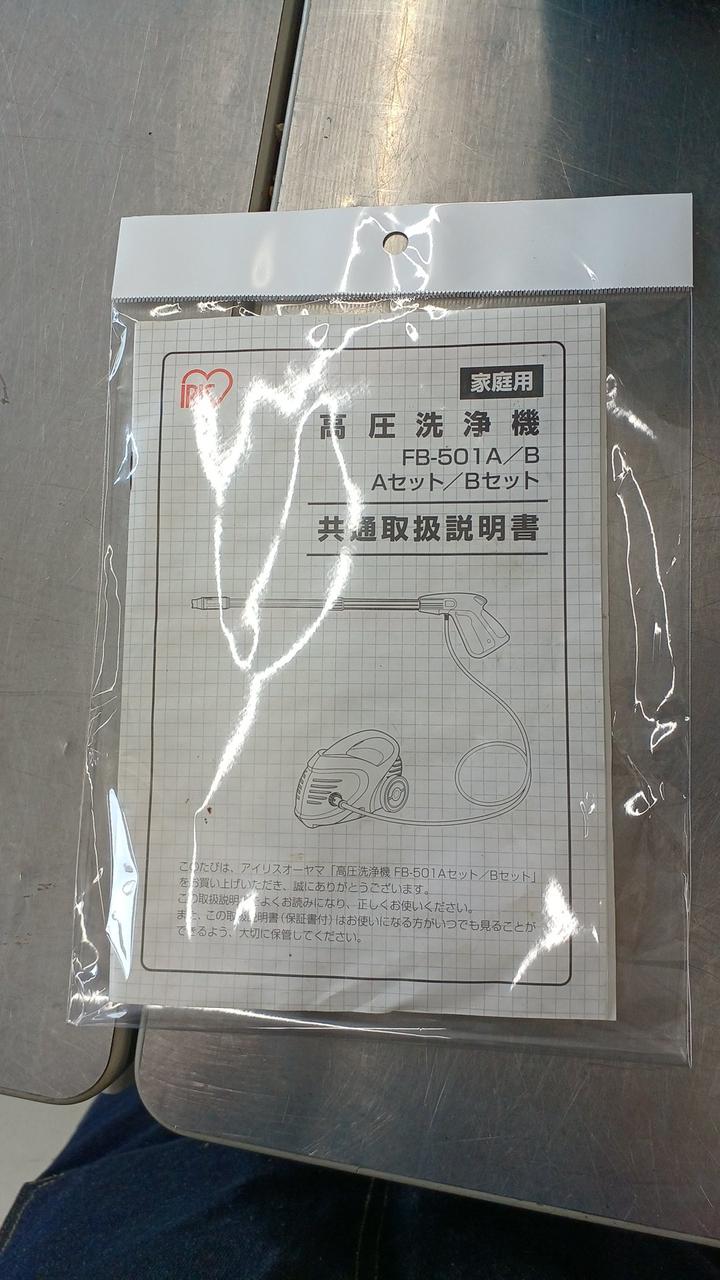 IRIS
家庭用
高圧洗浄機
FB-501A／B
Aセット／Bセット
共通取扱説明書
このたびは、アイリスオーヤマ「高圧洗浄機 FB-501Aセット／Bセット」
をお買い上げいただき、誠にありがとうございます。
この取扱説明書をよくお読みになり、正しくお使いください。
また、この取扱説明書（保証書付）はお使いになる方がいつでも見ることが
できるよう、大切に保管してください。